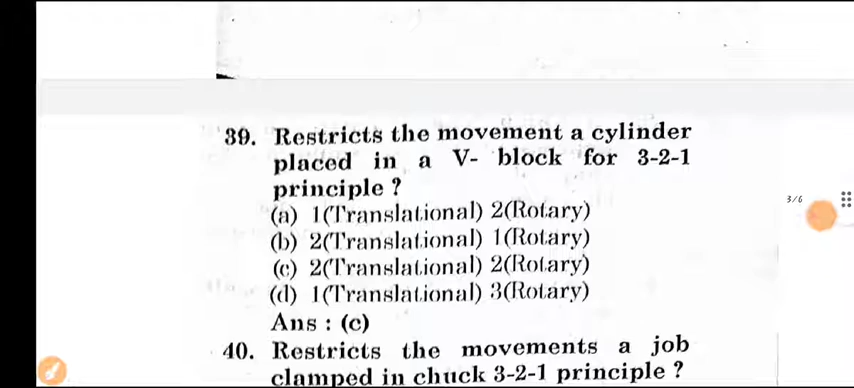 39. Restricts the movement a cylinder
placed in a V- block for 3-2-1
principle ?
(a) 1(Translational) 2(Rotary)
(b) 2(Translational) 1(Rotary)
(c) 2(Translational) 2(Rotary)
(d) 1(Translational) 3(Rotary)
Ans : (c)
40. Restricts the movements a job
clamped in chuck 3-2-1 principle ?
3/6